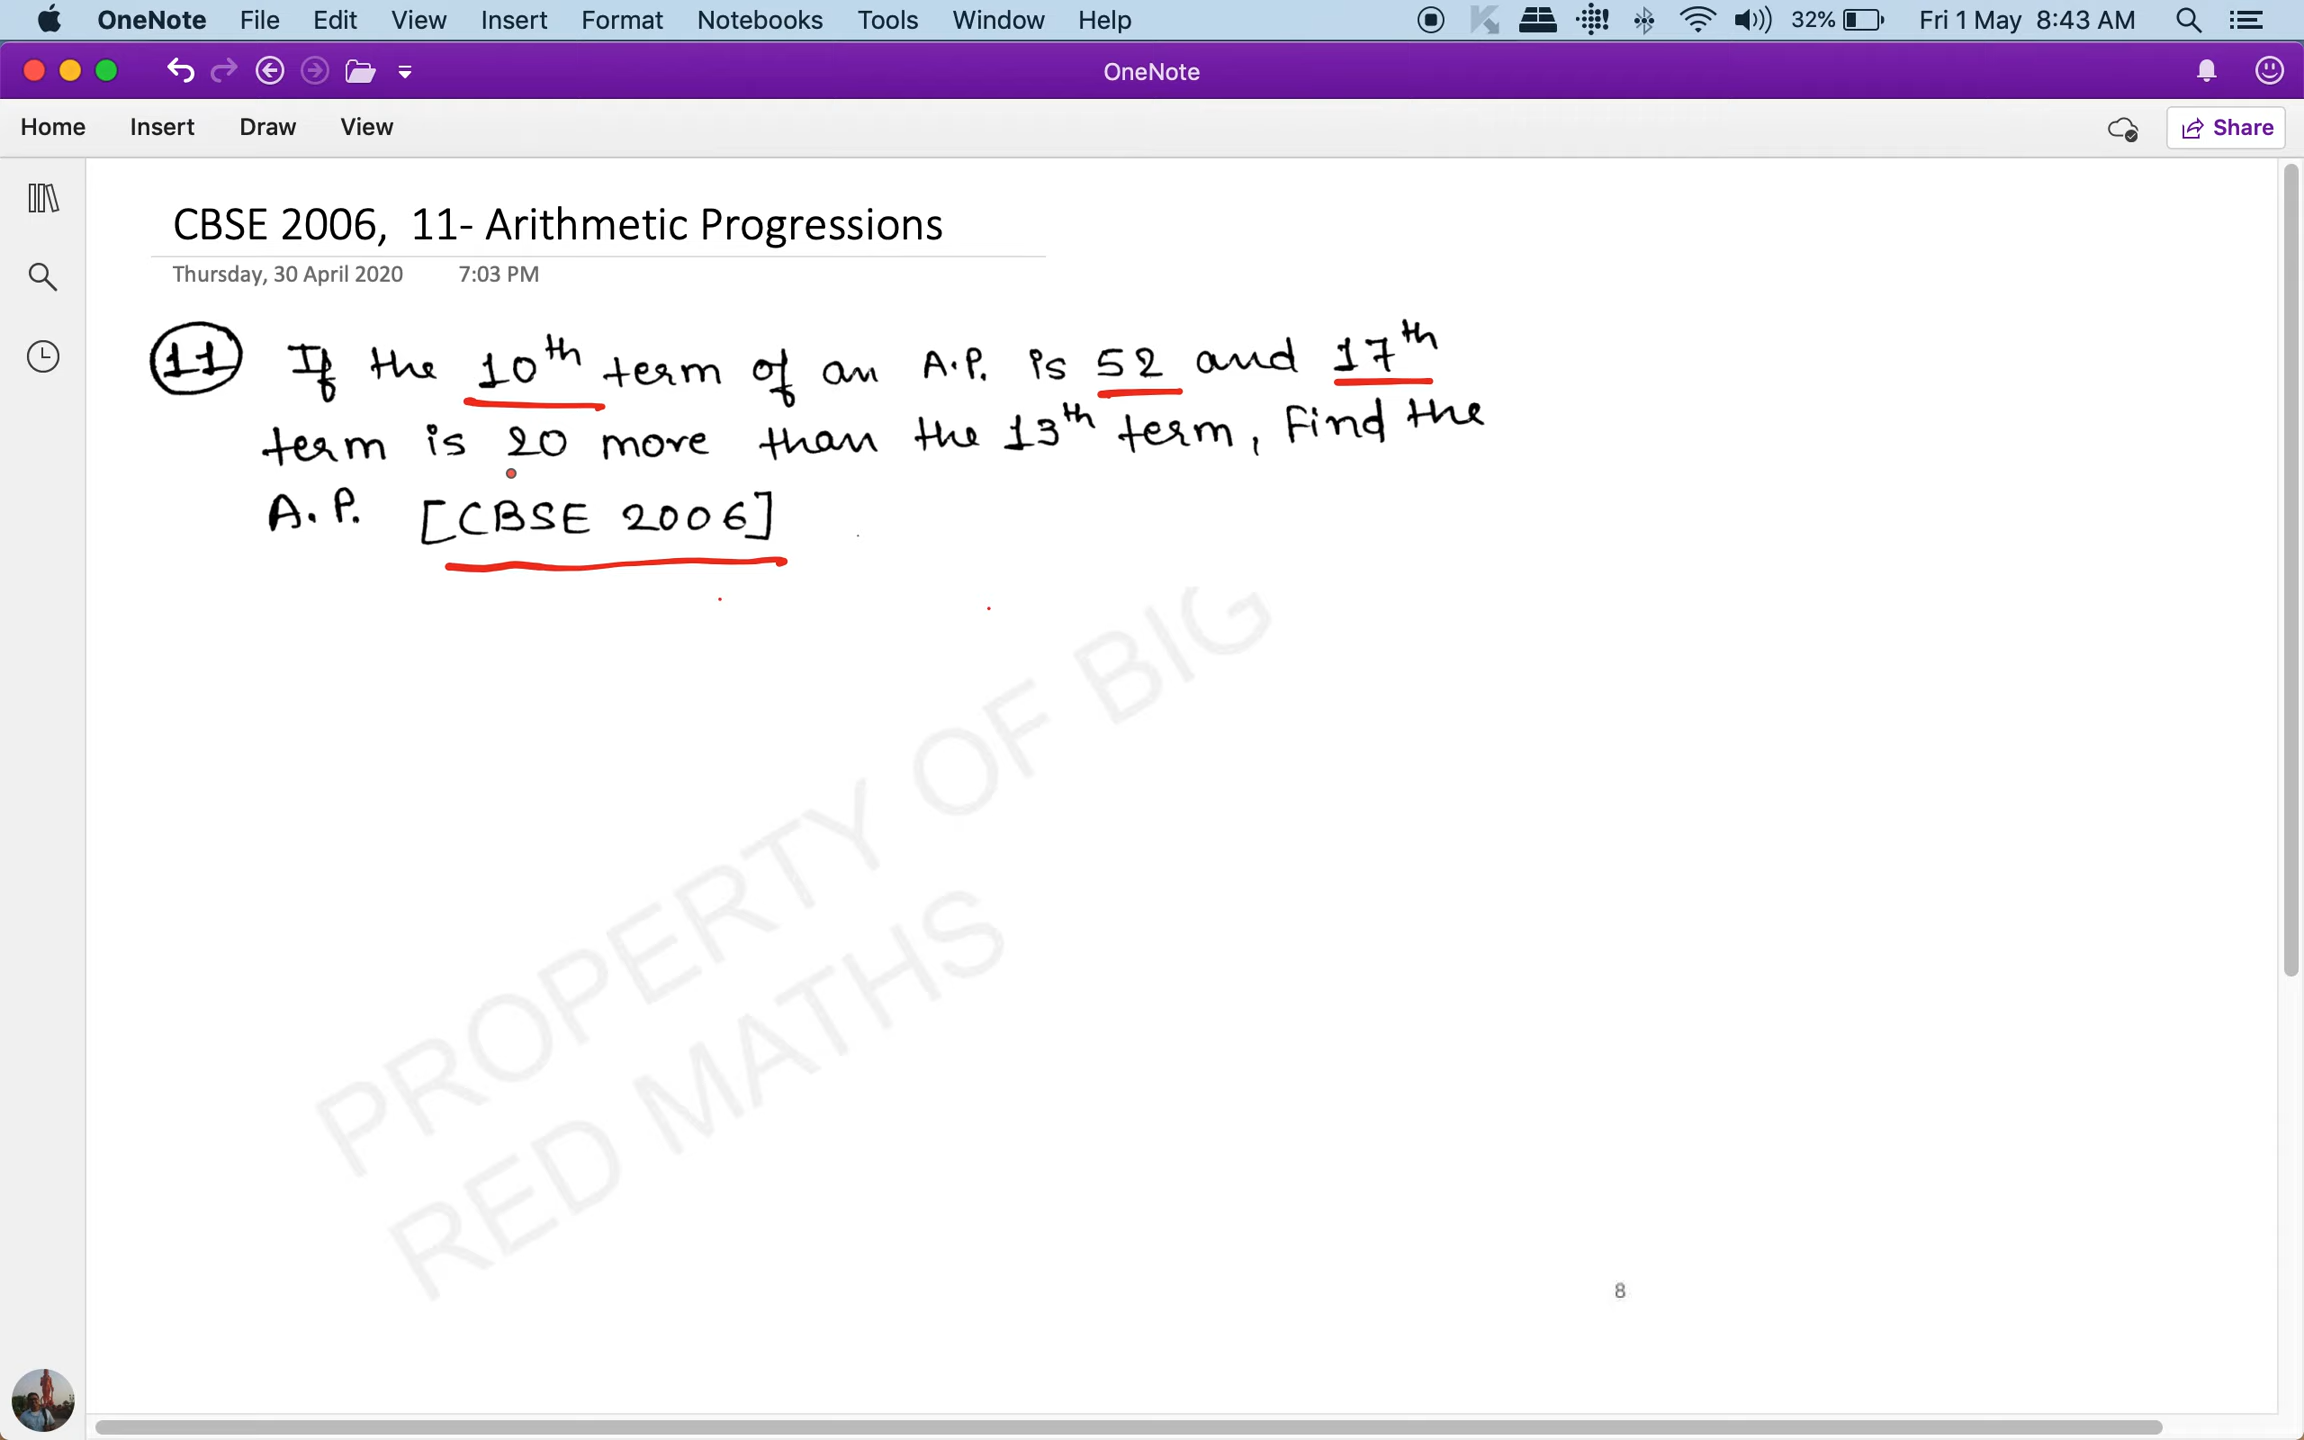 OneNote File Edit View Insert Format Notebooks Tools Window Help 32% Fri 1 May 8:43 AM
OneNote
Home Insert Draw View Share
CBSE 2006, 11- Arithmetic Progressions
Thursday, 30 April 2020 7:03 PM
11 If the 10th term of an A.P. is 52 and 17th
term is 20 more than the 13th term, Find the
A.P. [CBSE 2006]
PROPERTY OF BIG
RED MATHS
8